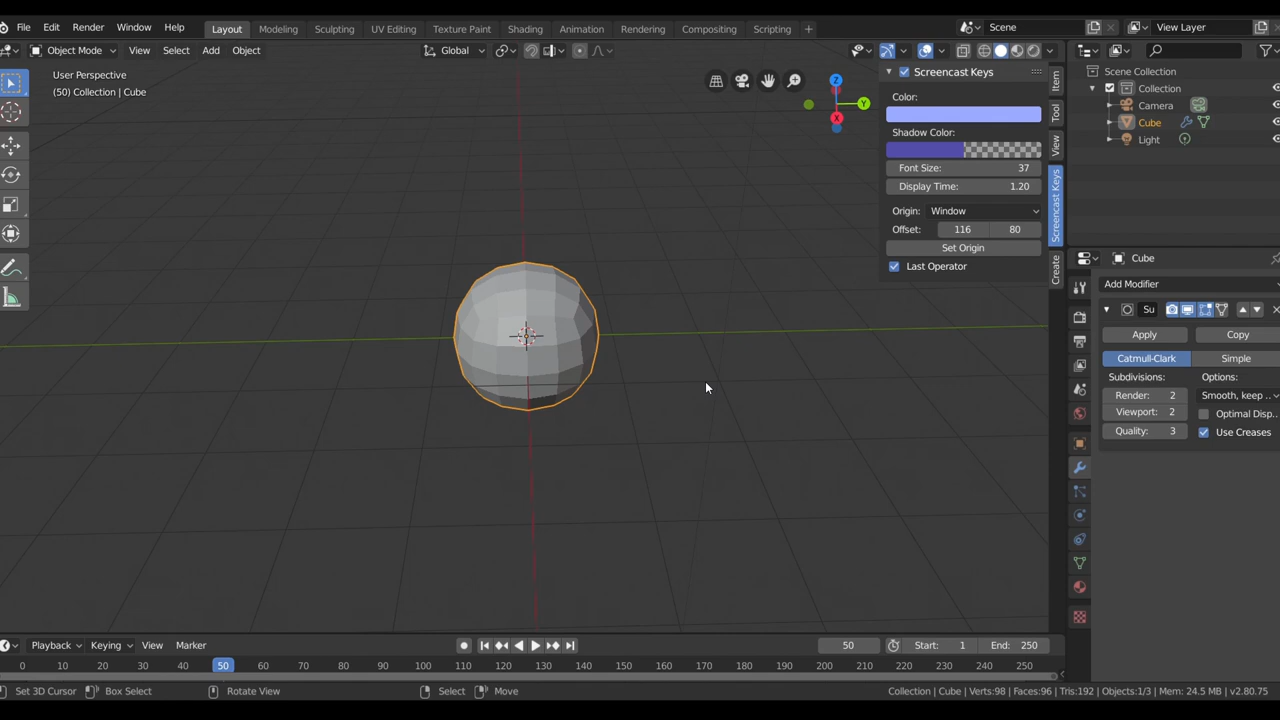 File Edit Render Window Help Layout Modeling Sculpting UV Editing Texture Paint Shading Animation Rendering Compositing Scripting + Scene View Layer
Object Mode View Select Add Object Global
User Perspective
(50) Collection | Cube
Screencast Keys
Color:
Shadow Color:
Font Size: 37
Display Time: 1.20
Origin: Window
Offset: 116 80
Set Origin
Last Operator
Item
Tool
View
Screencast Keys
Create
Z
Y
X
Scene Collection
Collection
Camera
Cube
Light
Cube
Add Modifier
Su
Apply Copy
Catmull-Clark Simple
Subdivisions: Options:
Render: 2 Smooth, keep ..
Viewport: 2 Optimal Disp..
Quality: 3 Use Creases
Playback Keying View Marker 50 Start: 1 End: 250
0 10 20 30 40 50 60 70 80 90 100 110 120 130 140 150 160 170 180 190 200 210 220 230 240 250
Set 3D Cursor Box Select Rotate View Select Move Collection | Cube | Verts:98 | Faces:96 | Tris:192 | Objects:1/3 | Mem: 24.5 MB | v2.80.75